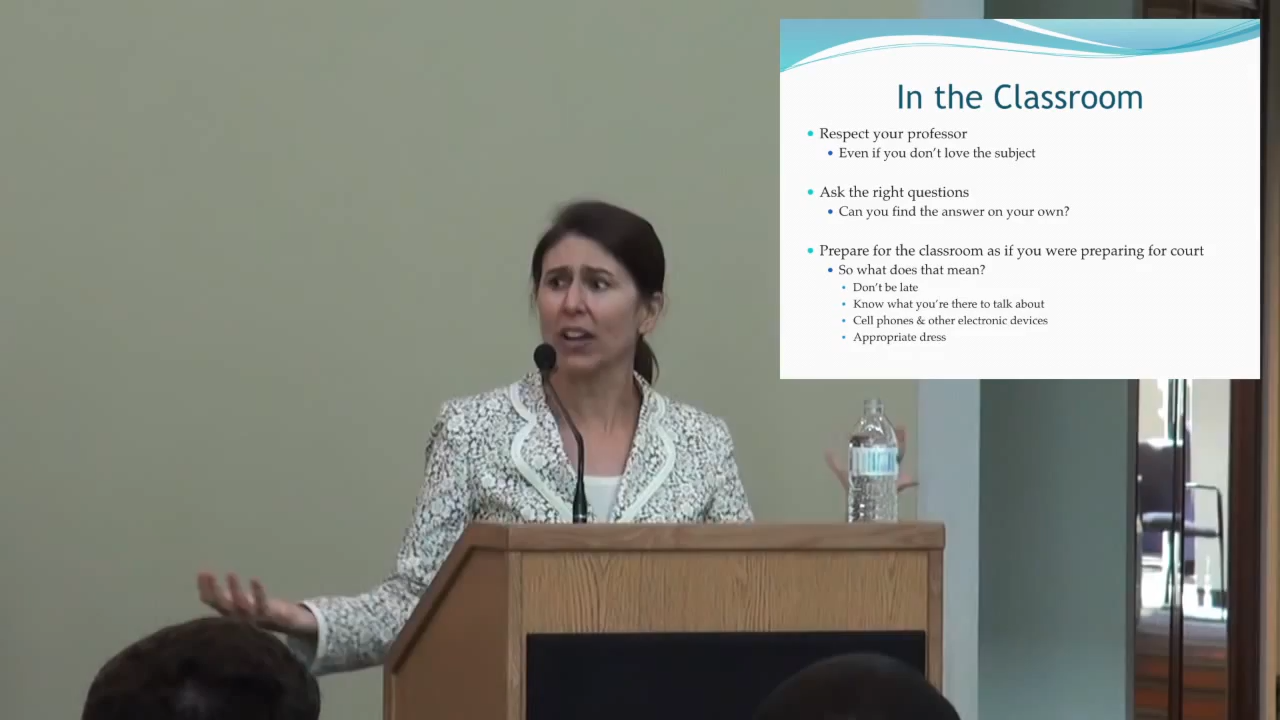 In the Classroom
Respect your professor
Even if you don't love the subject
Ask the right questions
Can you find the answer on your own?
Prepare for the classroom as if you were preparing for court
So what does that mean?
Don't be late
Know what you're there to talk about
Cell phones & other electronic devices
Appropriate dress